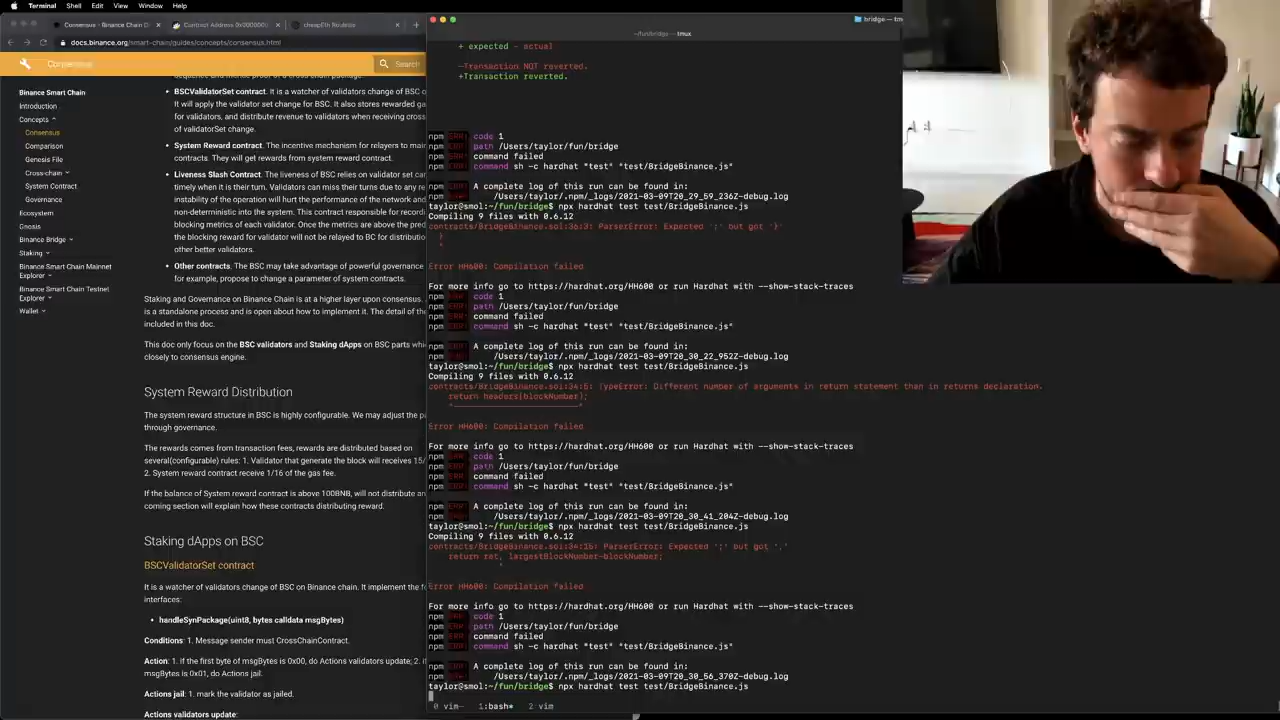 Terminal Shell Edit View Window Help
Consensus - Binance Chain D
Contract Address 0x0000000
cheap01h Roulette
docs.binance.org/smart-chain/guides/concepts/consensus.html
Consensus
Search
Binance Smart Chain
Introduction
Concepts
Consensus
Comparison
Genesis File
Cross-chain
System Contract
Governance
Ecosystem
Gnosis
Binance Bridge
Staking
Binance Smart Chain Mainnet
Explorer
Binance Smart Chain Testnet
Explorer
Wallet
• BSCValidatorSet contract. It is a watcher of validators change of BSC o
It will apply the validator set change for BSC. It also stores rewarded ga
for validators, and distribute revenue to validators when receiving cross
of validatorSet change.
• System Reward contract. The incentive mechanism for relayers to main
contracts. They will get rewards from system reward contract.
• Liveness Slash Contract. The liveness of BSC relies on validator set can
timely when it is their turn. Validators can miss their turns due to any re
instability of the operation will hurt the performance of the network and
non-deterministic into the system. This contract responsible for record
blocking metrics of each validator. Once the metrics are above the pred
the blocking reward for validator will not be relayed to BC for distributio
other better validators.
• Other contracts. The BSC may take advantage of powerful governance
for example, propose to change a parameter of system contracts.
Staking and Governance on Binance Chain is at a higher layer upon consensus.
is a standalone process and is open about how to implement it. The detail of the
included in this doc.
This doc only focus on the BSC validators and Staking dApps on BSC parts whi
closely to consensus engine.
System Reward Distribution
The system reward structure in BSC is highly configurable. We may adjust the pa
through governance.
The rewards comes from transaction fees, rewards are distributed based on
several(configurable) rules: 1. Validator that generate the block will receives 15/
2. System reward contract receive 1/16 of the gas fee.
If the balance of System reward contract is above 100BNB, will not distribute an
coming section will explain how these contracts distributing reward.
Staking dApps on BSC
BSCValidatorSet contract
It is a watcher of validators change of BSC on Binance chain. It implement the f
interfaces:
• handleSynPackage(uint8, bytes calldata msgBytes)
Conditions: 1. Message sender must CrossChainContract.
Action: 1. if the first byte of msgBytes is 0x00, do Actions validators update; 2. if
msgBytes is 0x01, do Actions jail.
Actions jail: 1. mark the validator as jailed.
Actions validators update:
bridge — tm
~/fun/bridge — tmux
+ expected - actual
-Transaction NOT reverted.
+Transaction reverted.
npm ERR! code 1
npm ERR! path /Users/taylor/fun/bridge
npm ERR! command failed
npm ERR! command sh -c hardhat "test" "test/BridgeBinance.js"
npm ERR! A complete log of this run can be found in:
npm ERR! /Users/taylor/.npm/_logs/2021-03-09T20_29_59_236Z-debug.log
taylor@smol:~/fun/bridge$ npx hardhat test test/BridgeBinance.js
Compiling 9 files with 0.6.12
contracts/BridgeBinance.sol:36:3: ParserError: Expected ';' but got '}'
}
^
Error HH600: Compilation failed
For more info go to https://hardhat.org/HH600 or run Hardhat with --show-stack-traces
npm ERR! code 1
npm ERR! path /Users/taylor/fun/bridge
npm ERR! command failed
npm ERR! command sh -c hardhat "test" "test/BridgeBinance.js"
npm ERR! A complete log of this run can be found in:
npm ERR! /Users/taylor/.npm/_logs/2021-03-09T20_30_22_952Z-debug.log
taylor@smol:~/fun/bridge$ npx hardhat test test/BridgeBinance.js
Compiling 9 files with 0.6.12
contracts/BridgeBinance.sol:34:5: TypeError: Different number of arguments in return statement than in returns declaration.
return headers[blockNumber];
^-------------------------^
Error HH600: Compilation failed
For more info go to https://hardhat.org/HH600 or run Hardhat with --show-stack-traces
npm ERR! code 1
npm ERR! path /Users/taylor/fun/bridge
npm ERR! command failed
npm ERR! command sh -c hardhat "test" "test/BridgeBinance.js"
npm ERR! A complete log of this run can be found in:
npm ERR! /Users/taylor/.npm/_logs/2021-03-09T20_30_41_204Z-debug.log
taylor@smol:~/fun/bridge$ npx hardhat test test/BridgeBinance.js
Compiling 9 files with 0.6.12
contracts/BridgeBinance.sol:34:15: ParserError: Expected ';' but got ','
return ret, largestBlockNumber-blockNumber;
^
Error HH600: Compilation failed
For more info go to https://hardhat.org/HH600 or run Hardhat with --show-stack-traces
npm ERR! code 1
npm ERR! path /Users/taylor/fun/bridge
npm ERR! command failed
npm ERR! command sh -c hardhat "test" "test/BridgeBinance.js"
npm ERR! A complete log of this run can be found in:
npm ERR! /Users/taylor/.npm/_logs/2021-03-09T20_30_56_370Z-debug.log
taylor@smol:~/fun/bridge$ npx hardhat test test/BridgeBinance.js
0 vim- 1:bash* 2 vim